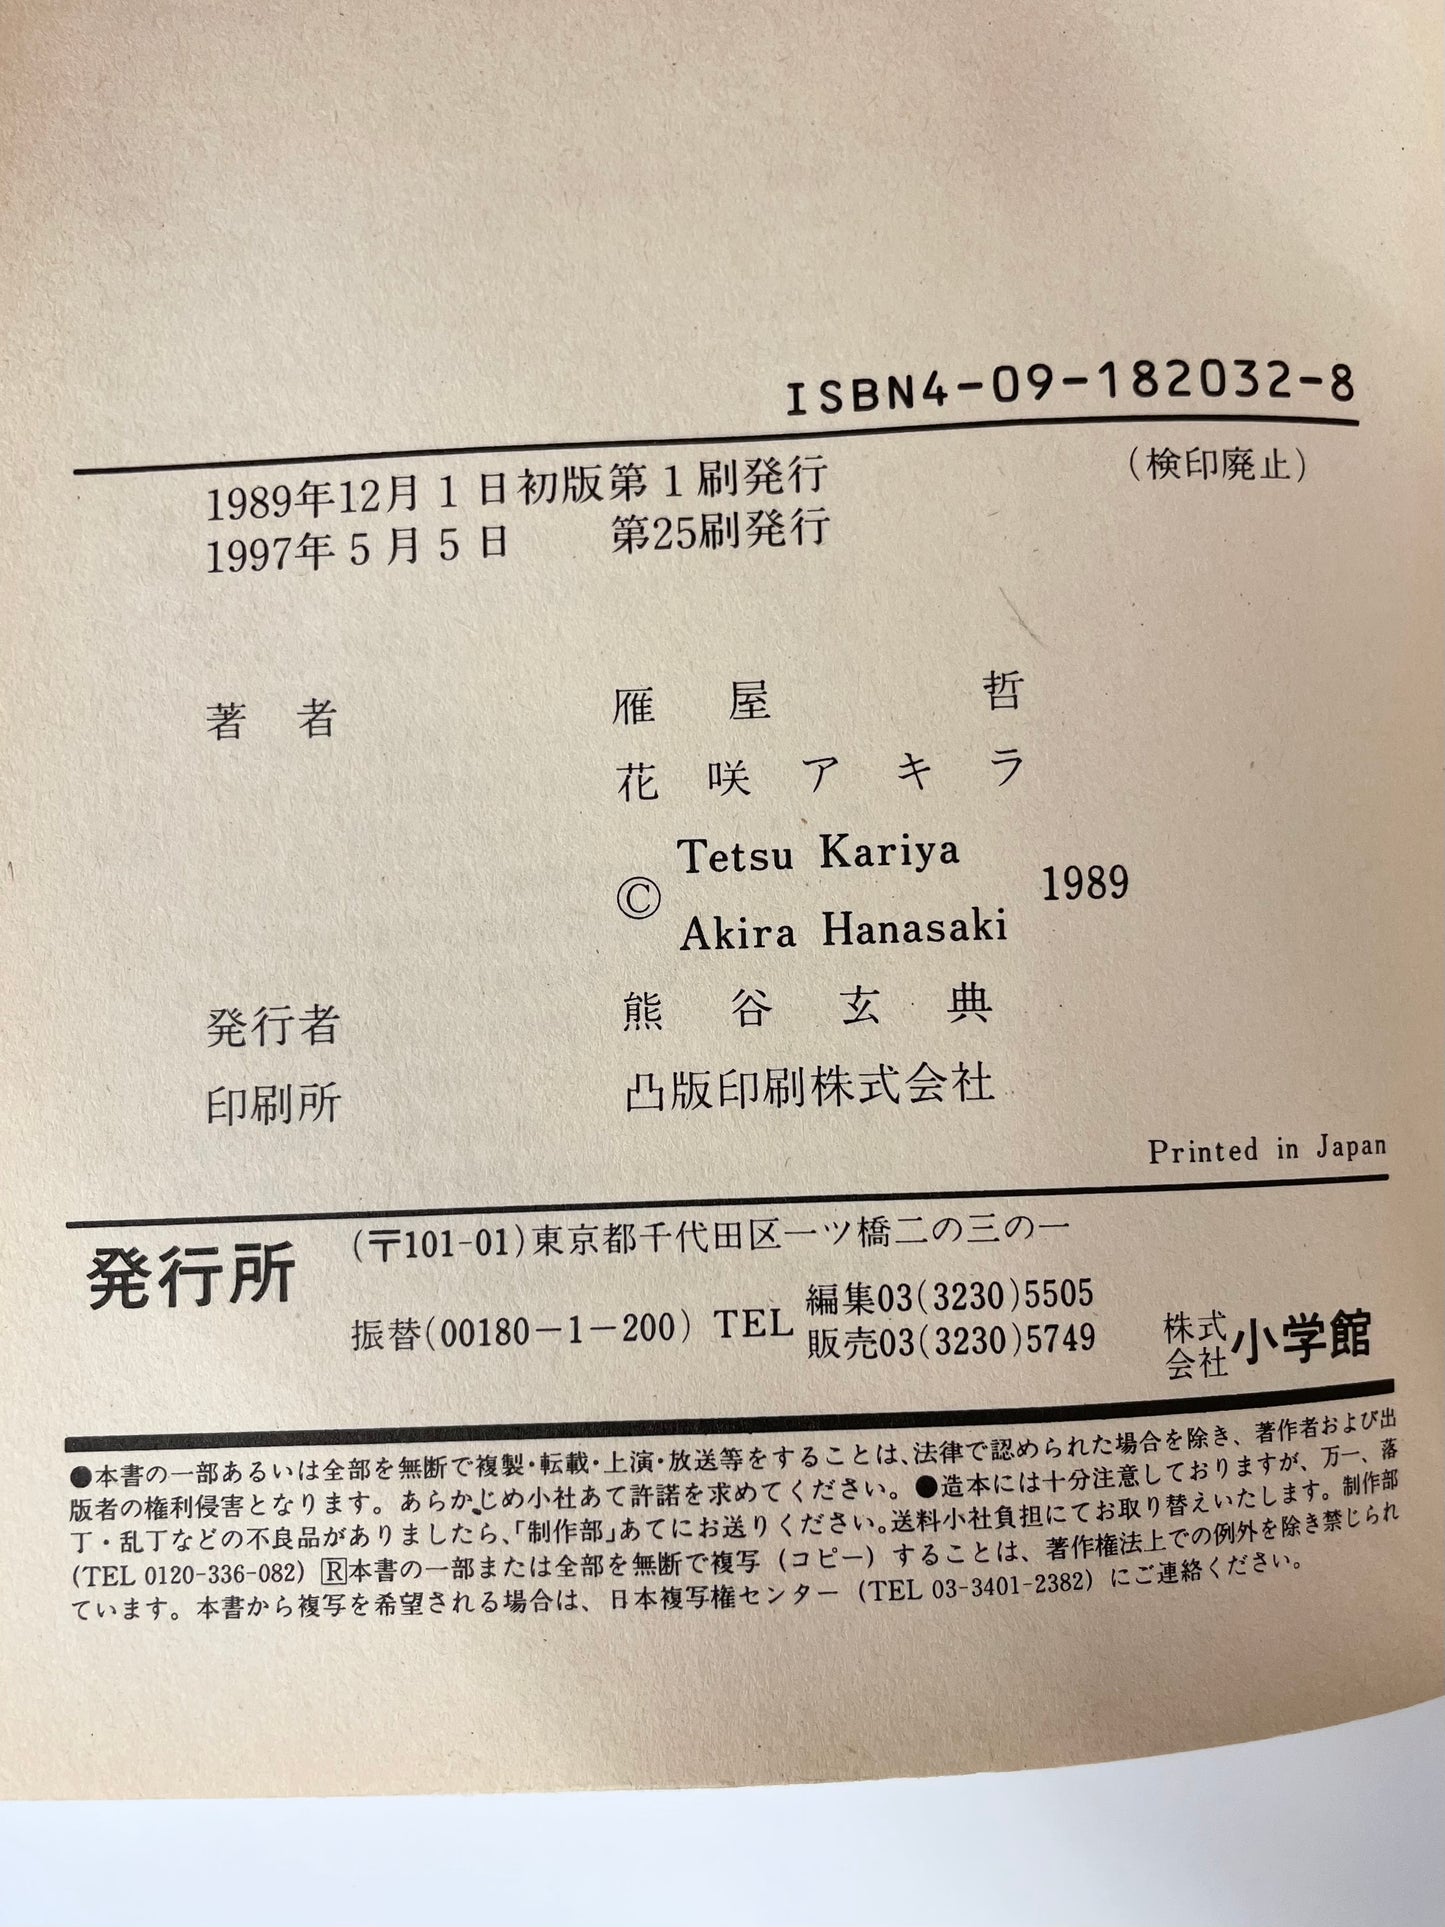 ISBN4-09-182032-8
1989年12月1日初版第1刷発行 (検印廃止)
1997年5月5日 第25刷発行
著者 雁屋 哲
花咲アキラ
© Tetsu Kariya
Akira Hanasaki 1989
発行者 熊谷玄典
印刷所 凸版印刷株式会社
Printed in Japan
発行所 (〒101-01)東京都千代田区一ツ橋二の三の一
振替(00180-1-200) TEL 編集03(3230)5505
販売03(3230)5749
株式会社 小学館
●本書の一部あるいは全部を無断で複製・転載・上演・放送等をすることは、法律で認められた場合を除き、著作者および出
版者の権利侵害となります。あらかじめ小社あて許諾を求めてください。●造本には十分注意しておりますが、万一、落
丁・乱丁などの不良品がありましたら、「制作部」あてにお送りください。送料小社負担にてお取り替えいたします。制作部
(TEL 0120-336-082) Ⓡ本書の一部または全部を無断で複写(コピー)することは、著作権法上での例外を除き禁じられ
ています。本書から複写を希望される場合は、日本複写権センター(TEL 03-3401-2382)にご連絡ください。